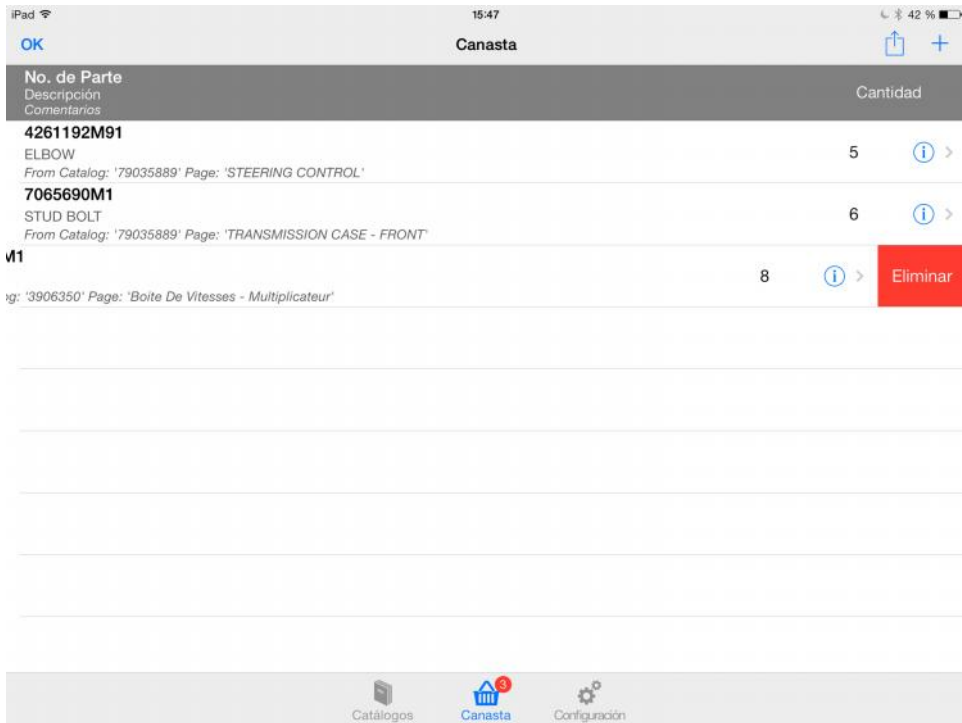 iPad 15:47 42 %
OK Canasta
No. de Parte
Descripción Cantidad
Comentarios
4261192M91
ELBOW 5
From Catalog: '79035889' Page: 'STEERING CONTROL'
7065690M1
STUD BOLT 6
From Catalog: '79035889' Page: 'TRANSMISSION CASE - FRONT'
M1
8 Eliminar
og: '3906350' Page: 'Boite De Vitesses - Multiplicateur'
3
Catálogos Canasta Configuración